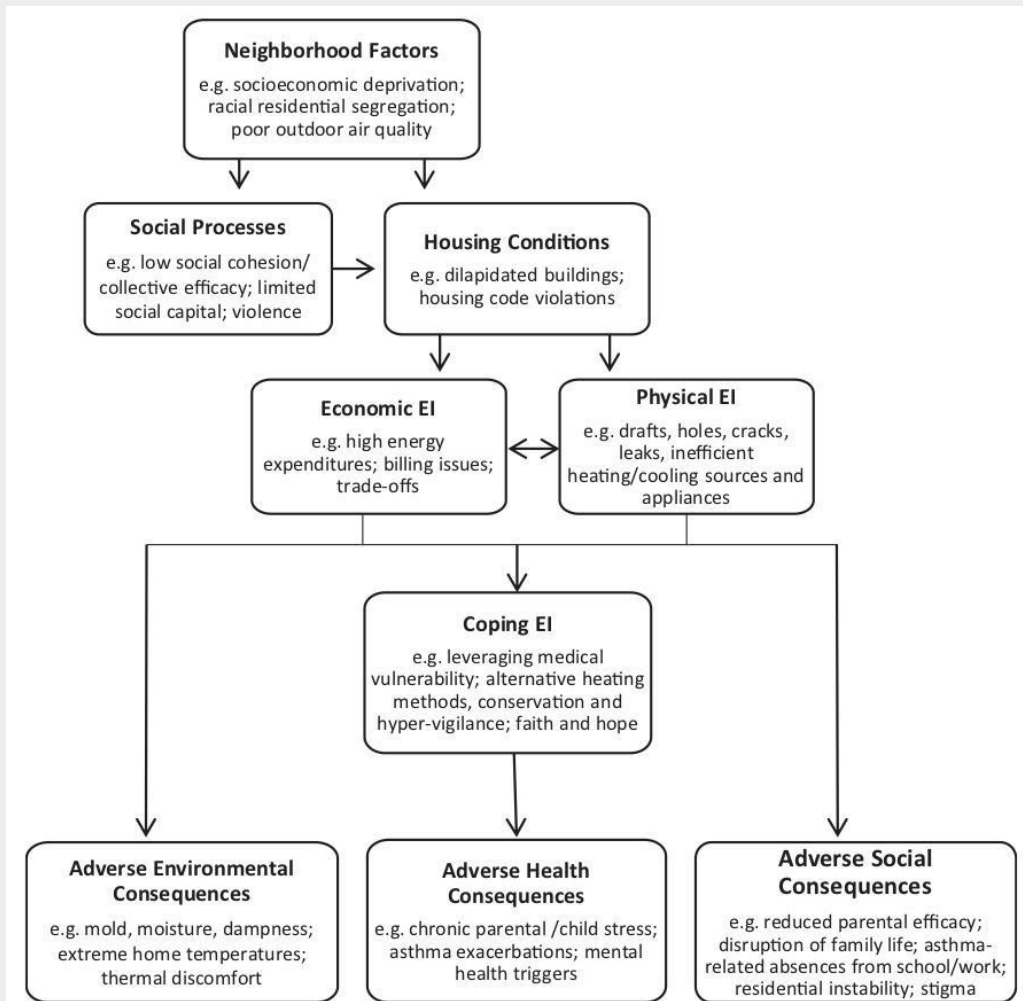 Neighborhood Factors
e.g. socioeconomic deprivation;
racial residential segregation;
poor outdoor air quality
Social Processes
e.g. low social cohesion/
collective efficacy; limited
social capital; violence
Housing Conditions
e.g. dilapidated buildings;
housing code violations
Economic EI
e.g. high energy
expenditures; billing issues;
trade-offs
Physical EI
e.g. drafts, holes, cracks,
leaks, inefficient
heating/cooling sources and
appliances
Coping EI
e.g. leveraging medical
vulnerability; alternative heating
methods, conservation and
hyper-vigilance; faith and hope
Adverse Environmental
Consequences
e.g. mold, moisture, dampness;
extreme home temperatures;
thermal discomfort
Adverse Health
Consequences
e.g. chronic parental /child stress;
asthma exacerbations; mental
health triggers
Adverse Social
Consequences
e.g. reduced parental efficacy;
disruption of family life; asthma-
related absences from school/work;
residential instability; stigma